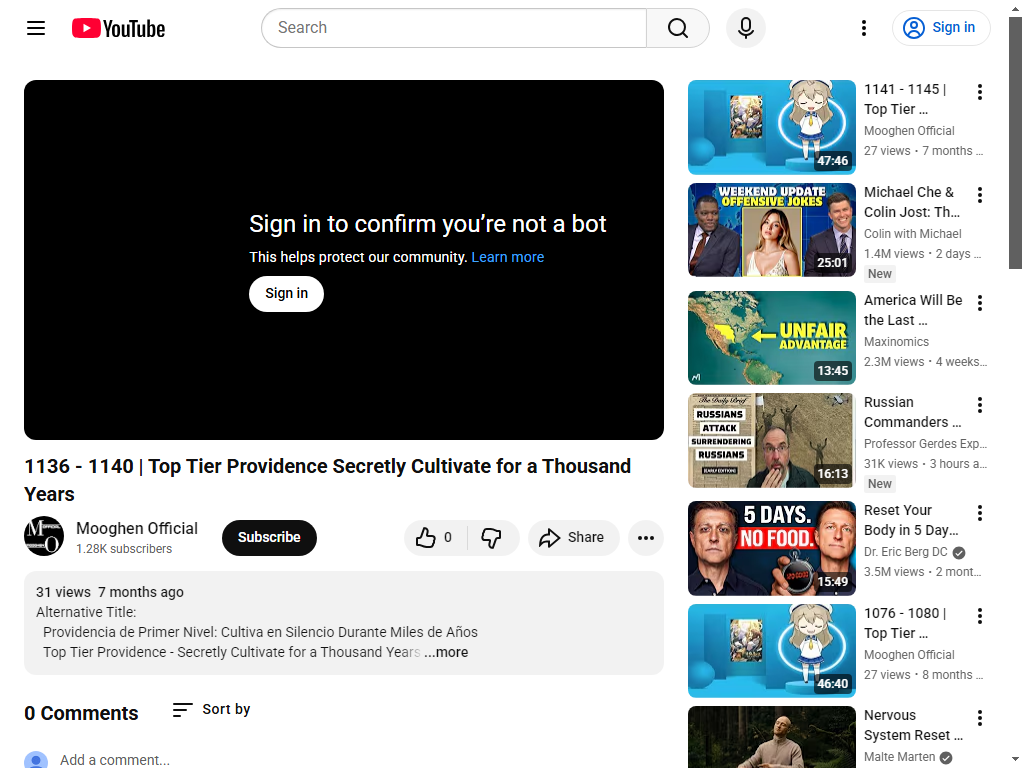 YouTube
Search
Sign in
Sign in to confirm you’re not a bot
This helps protect our community. Learn more
Sign in
1136 - 1140 | Top Tier Providence Secretly Cultivate for a Thousand
Years
Mooghen Official
1.28K subscribers
Subscribe
0
Share
31 views 7 months ago
Alternative Title:
Providencia de Primer Nivel: Cultiva en Silencio Durante Miles de Años
Top Tier Providence - Secretly Cultivate for a Thousand Years ...more
0 Comments
Sort by
Add a comment...
47:46
1141 - 1145 |
Top Tier ...
Mooghen Official
27 views • 7 months ...
WEEKEND UPDATE
OFFENSIVE JOKES
25:01
Michael Che &
Colin Jost: Th...
Colin with Michael
1.4M views • 2 days ...
New
UNFAIR
ADVANTAGE
13:45
America Will Be
the Last ...
Maxinomics
2.3M views • 4 weeks...
The Daily Brief
RUSSIANS
ATTACK
SURRENDERING
RUSSIANS
[EARLY EDITION]
16:13
Russian
Commanders ...
Professor Gerdes Exp...
31K views • 3 hours a...
New
5 DAYS.
NO FOOD.
15:49
Reset Your
Body in 5 Day...
Dr. Eric Berg DC
3.5M views • 2 mont...
46:40
1076 - 1080 |
Top Tier ...
Mooghen Official
27 views • 8 months ...
Nervous
System Reset ...
Malte Marten